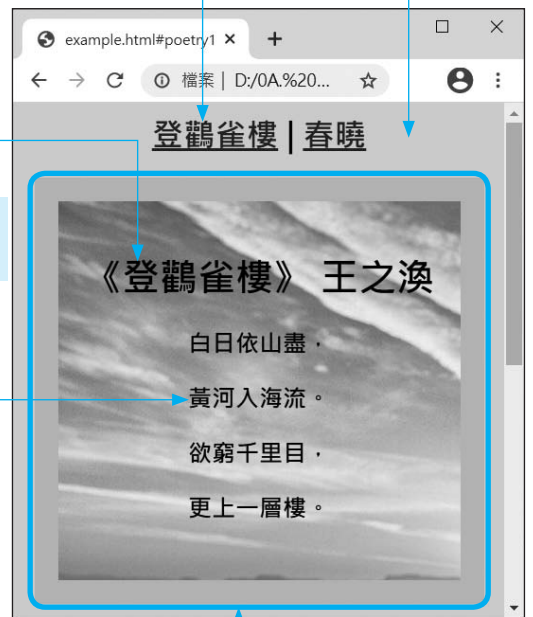 example.html#poetry1
檔案 | D:/0A.%20...
登鸛雀樓 | 春曉
《登鸛雀樓》 王之渙
白日依山盡，
黃河入海流。
欲窮千里目，
更上一層樓。